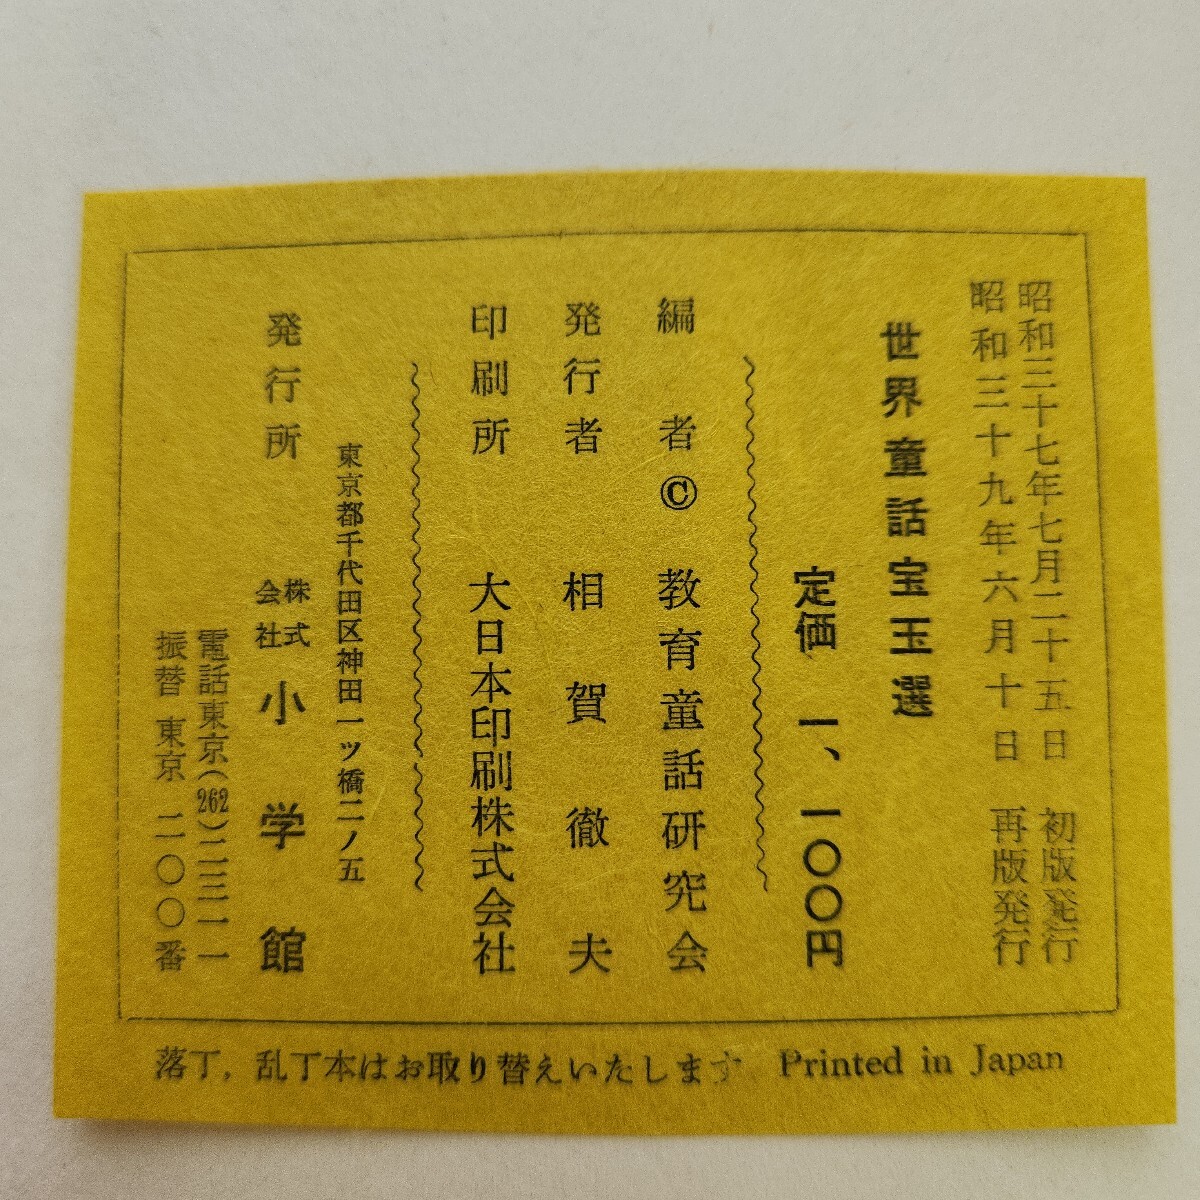 昭和三十七年七月二十五日 初版発行
昭和三十九年六月十日 再版発行
世界童話宝玉選
定価 一、一〇〇円
編者© 教育童話研究会
発行者 相賀徹夫
印刷所 大日本印刷株式会社
東京都千代田区神田一ツ橋二ノ五
発行所 株式会社 小学館
電話東京(262)二三一一
振替 東京 二〇〇番
落丁，乱丁本はお取り替えいたします Printed in Japan